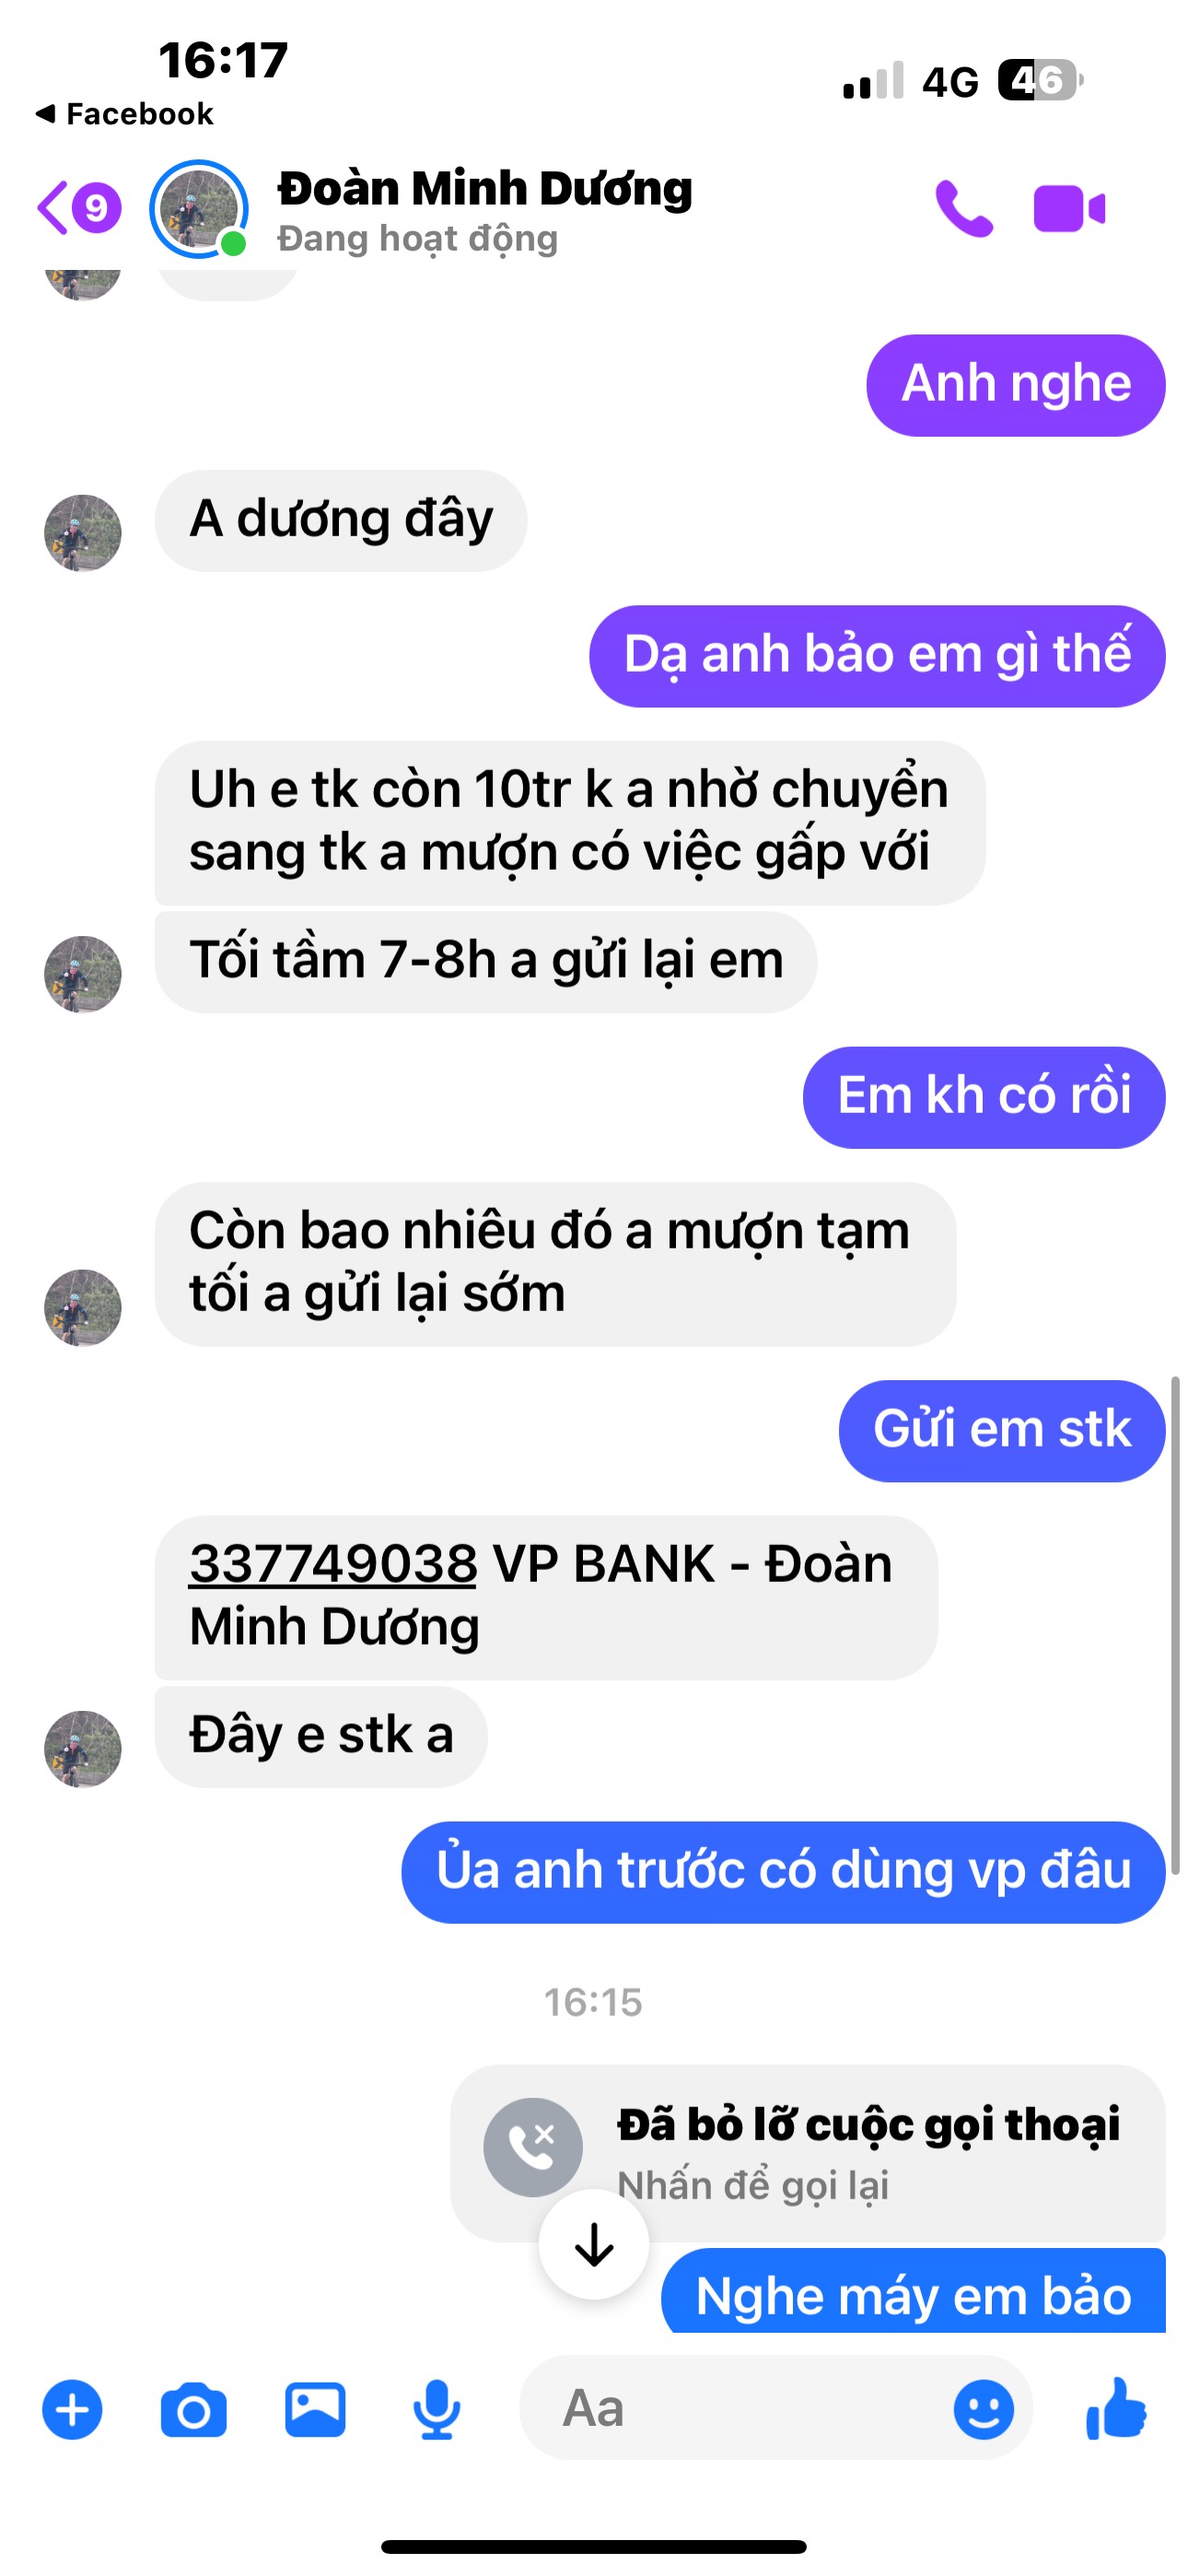 16:17
4G
46
Facebook
9
Đoàn Minh Dương
Đang hoạt động
Anh nghe
A dương đây
Dạ anh bảo em gì thế
Uh e tk còn 10tr k a nhờ chuyển
sang tk a mượn có việc gấp với
Tối tầm 7-8h a gửi lại em
Em kh có rồi
Còn bao nhiêu đó a mượn tạm
tối a gửi lại sớm
Gửi em stk
337749038 VP BANK - Đoàn
Minh Dương
Đây e stk a
Ủa anh trước có dùng vp đâu
16:15
Đã bỏ lỡ cuộc gọi thoại
Nhấn để gọi lại
Nghe máy em bảo
Aa